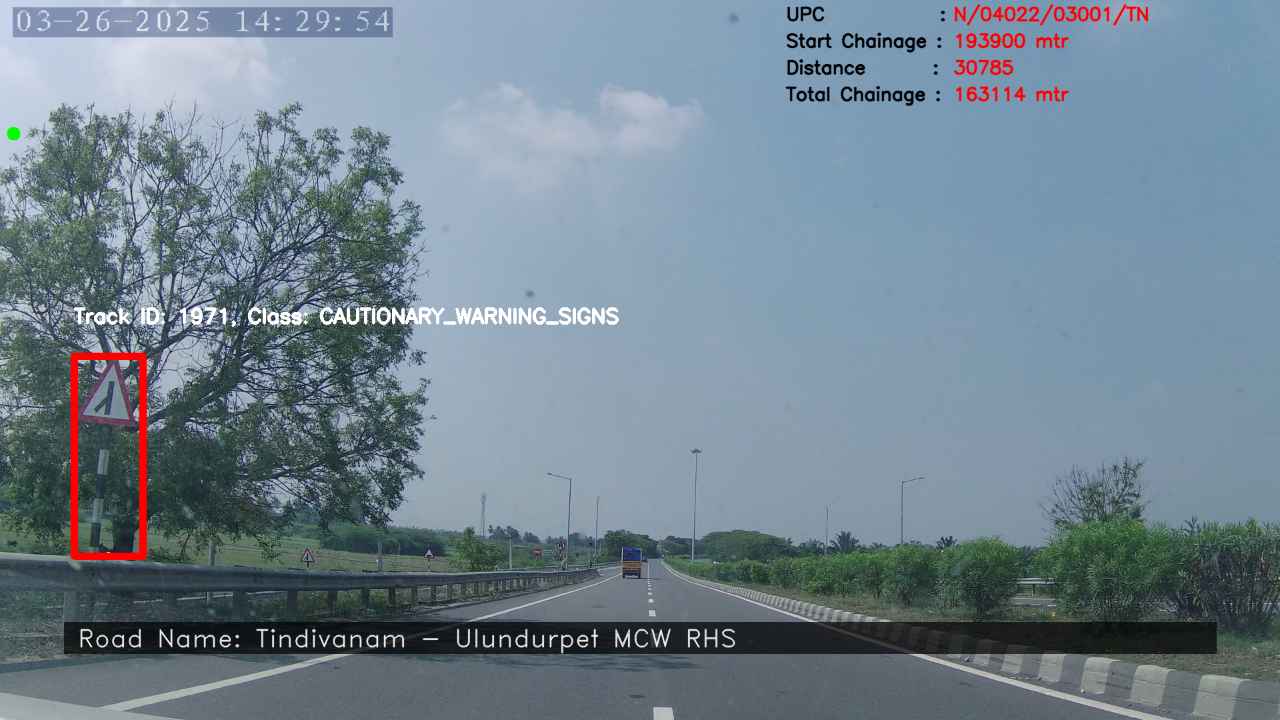 03-26-2025 14:29:54
UPC : N/04022/03001/TN
Start Chainage : 193900 mtr
Distance : 30785
Total Chainage : 163114 mtr
Track ID: 1971, Class: CAUTIONARY_WARNING_SIGNS
Road Name: Tindivanam - Ulundurpet MCW RHS